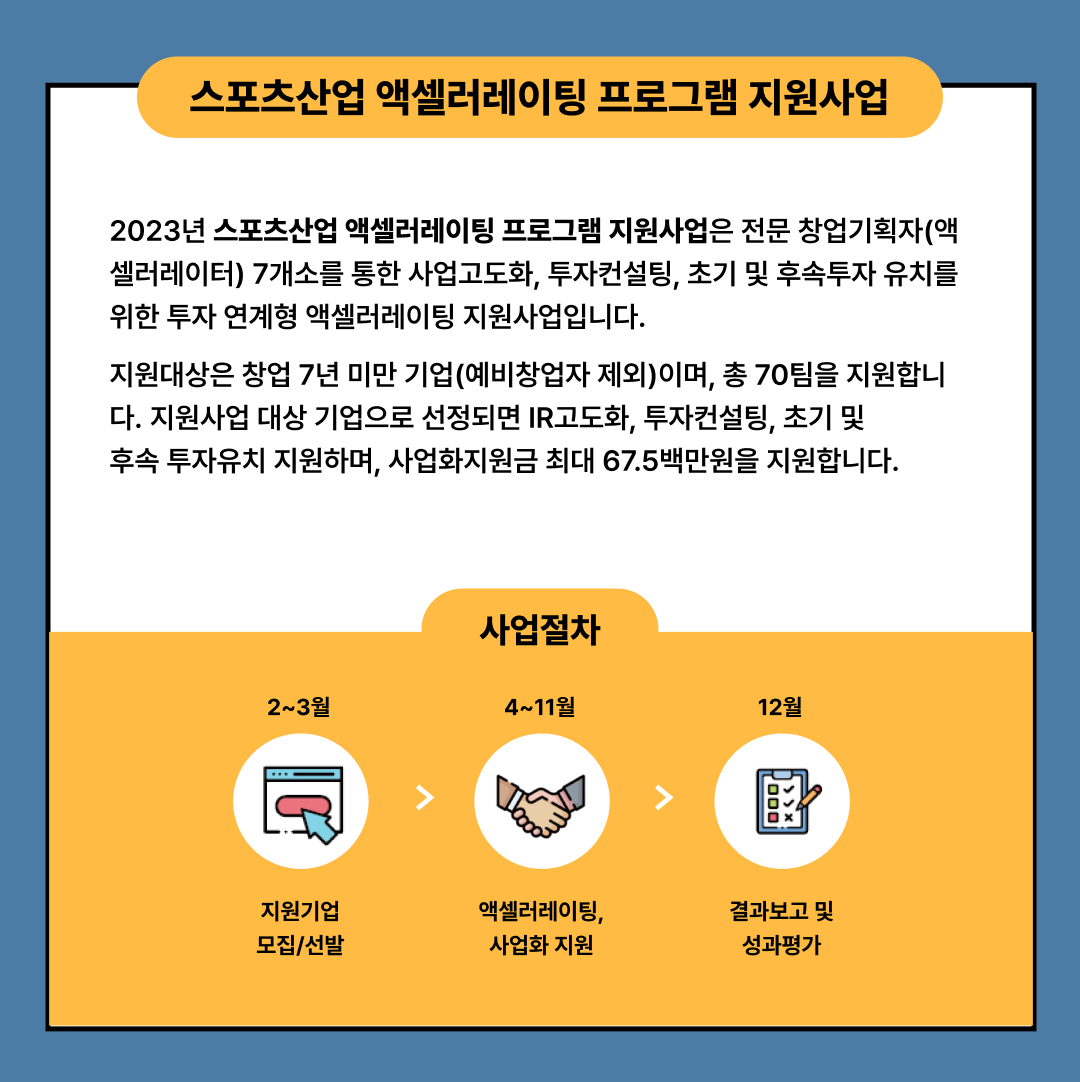 스포츠산업 액셀러레이팅 프로그램 지원사업
2023년 스포츠산업 액셀러레이팅 프로그램 지원사업은 전문 창업기획자(액
셀러레이터) 7개소를 통한 사업고도화, 투자컨설팅, 초기 및 후속투자 유치를
위한 투자 연계형 액셀러레이팅 지원사업입니다.
지원대상은 창업 7년 미만 기업(예비창업자 제외)이며, 총 70팀을 지원합니
다. 지원사업 대상 기업으로 선정되면 IR고도화, 투자컨설팅, 초기 및
후속 투자유치 지원하며, 사업화지원금 최대 67.5백만원을 지원합니다.
사업절차
2~3월
4~11월
12월
지원기업
모집/선발
액셀러레이팅,
사업화 지원
결과보고 및
성과평가